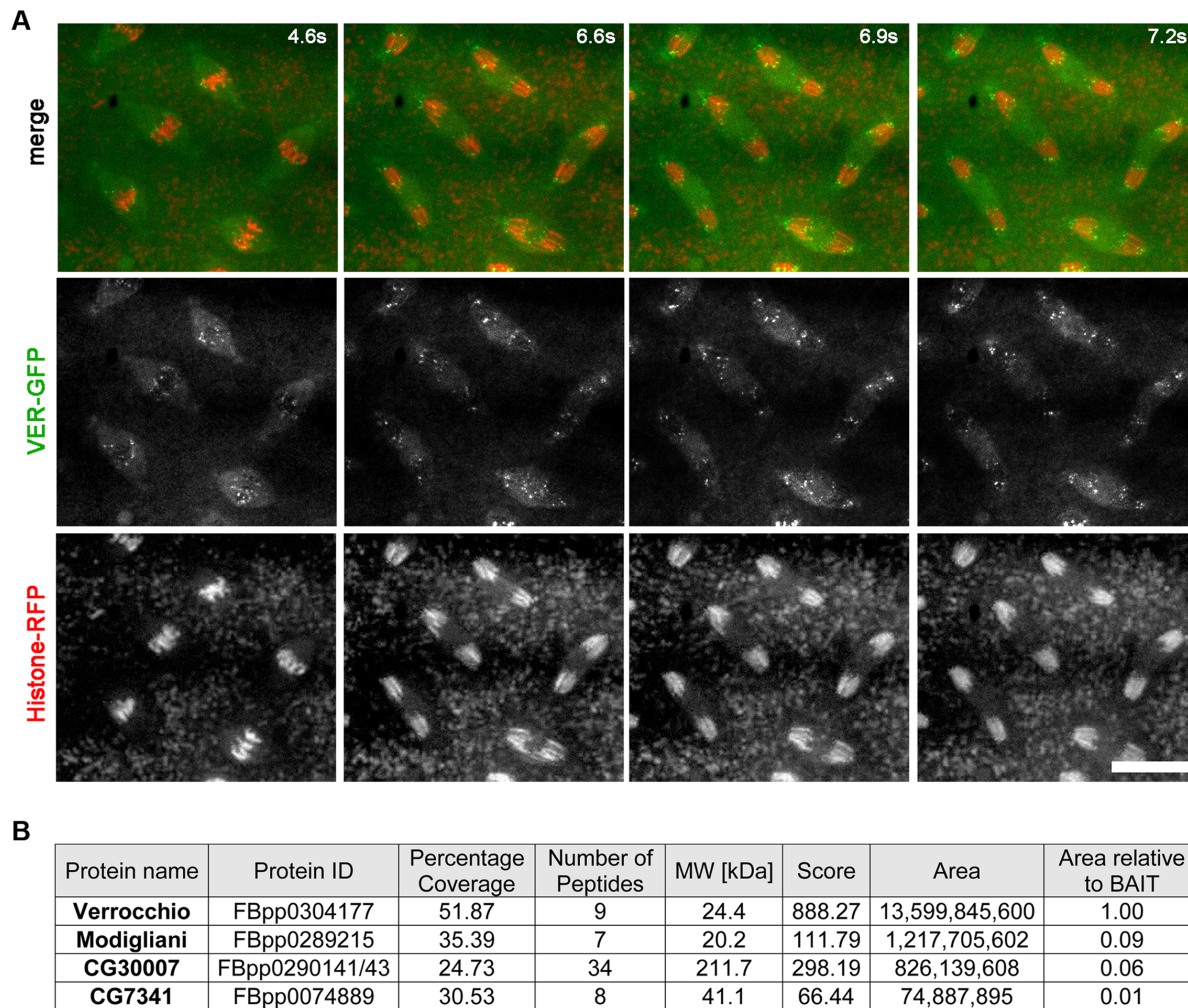 A
4.6s 6.6s 6.9s 7.2s
merge
VER-GFP
Histone-RFP
B
Protein name Protein ID Percentage Coverage Number of Peptides MW [kDa] Score Area Area relative to BAIT
Verrocchio FBpp0304177 51.87 9 24.4 888.27 13,599,845,600 1.00
Modigliani FBpp0289215 35.39 7 20.2 111.79 1,217,705,602 0.09
CG30007 FBpp0290141/43 24.73 34 211.7 298.19 826,139,608 0.06
CG7341 FBpp0074889 30.53 8 41.1 66.44 74,887,895 0.01